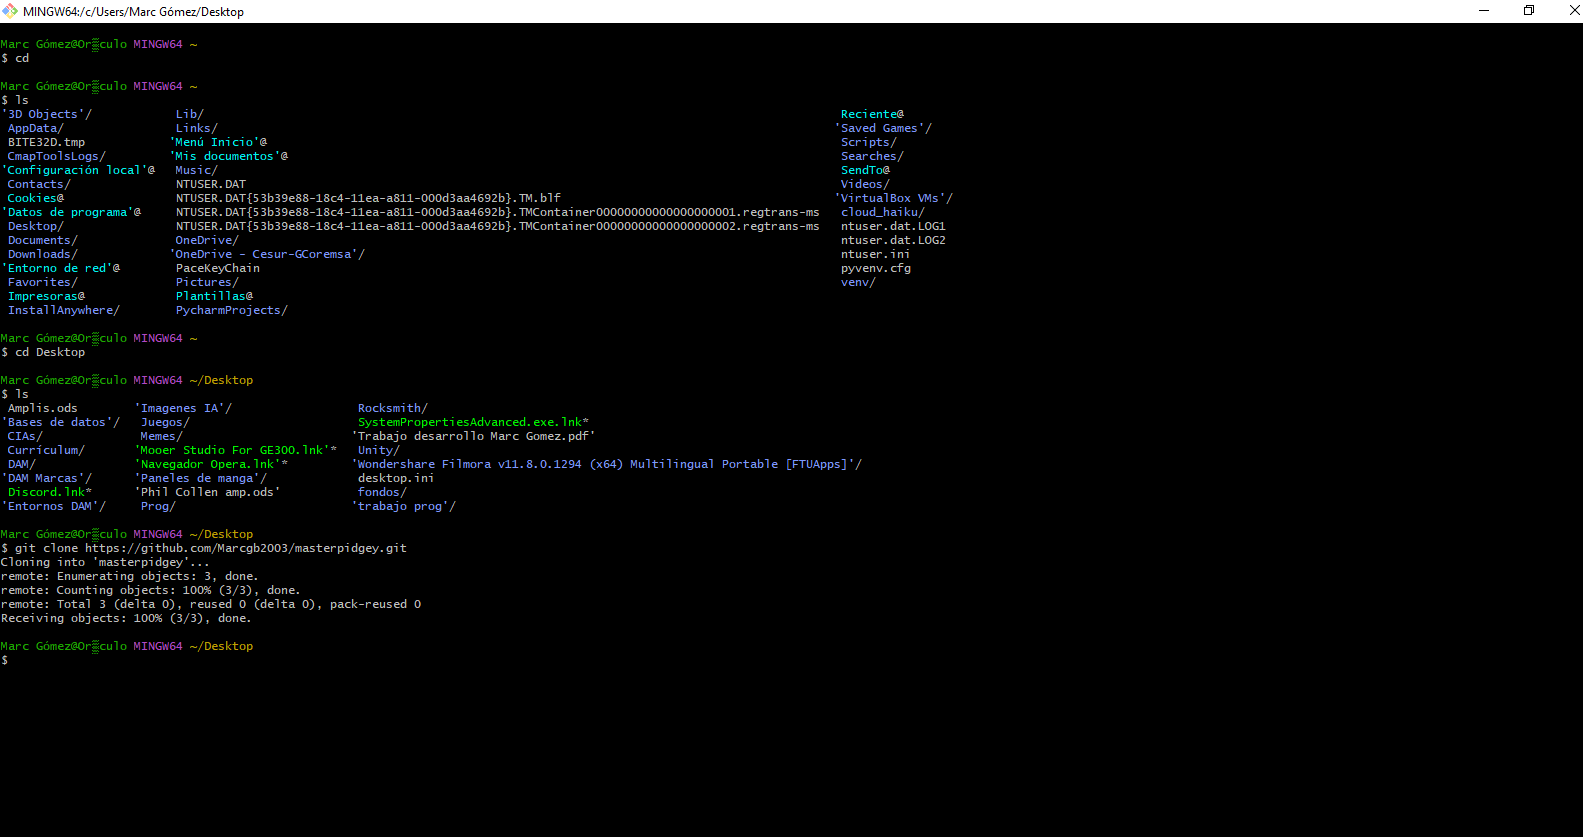 MINGW64:/c/Users/Marc Gómez/Desktop
Marc Gómez@Or▒culo MINGW64 ~
$ cd
Marc Gómez@Or▒culo MINGW64 ~
$ ls
'3D Objects'/ Lib/ Reciente@
AppData/ Links/ 'Saved Games'/
BITE32D.tmp 'Menú Inicio'@ Scripts/
CmapToolsLogs/ 'Mis documentos'@ Searches/
'Configuración local'@ Music/ SendTo@
Contacts/ NTUSER.DAT Videos/
Cookies@ NTUSER.DAT{53b39e88-18c4-11ea-a811-000d3aa4692b}.TM.blf 'VirtualBox VMs'/
'Datos de programa'@ NTUSER.DAT{53b39e88-18c4-11ea-a811-000d3aa4692b}.TMContainer00000000000000000001.regtrans-ms cloud_haiku/
Desktop/ NTUSER.DAT{53b39e88-18c4-11ea-a811-000d3aa4692b}.TMContainer00000000000000000002.regtrans-ms ntuser.dat.LOG1
Documents/ OneDrive/ ntuser.dat.LOG2
Downloads/ 'OneDrive - Cesur-GCoremsa'/ ntuser.ini
'Entorno de red'@ PaceKeyChain pyvenv.cfg
Favorites/ Pictures/ venv/
Impresoras@ Plantillas@
InstallAnywhere/ PycharmProjects/
Marc Gómez@Or▒culo MINGW64 ~
$ cd Desktop
Marc Gómez@Or▒culo MINGW64 ~/Desktop
$ ls
Amplis.ods 'Imagenes IA'/ Rocksmith/
'Bases de datos'/ Juegos/ SystemPropertiesAdvanced.exe.lnk*
CIAs/ Memes/ 'Trabajo desarrollo Marc Gomez.pdf'
Currículum/ 'Mooer Studio For GE300.lnk'* Unity/
DAM/ 'Navegador Opera.lnk'* 'Wondershare Filmora v11.8.0.1294 (x64) Multilingual Portable [FTUApps]'/
'DAM Marcas'/ 'Paneles de manga'/ desktop.ini
Discord.lnk* 'Phil Collen amp.ods' fondos/
'Entornos DAM'/ Prog/ 'trabajo prog'/
Marc Gómez@Or▒culo MINGW64 ~/Desktop
$ git clone https://github.com/Marcgb2003/masterpidgey.git
Cloning into 'masterpidgey'...
remote: Enumerating objects: 3, done.
remote: Counting objects: 100% (3/3), done.
remote: Total 3 (delta 0), reused 0 (delta 0), pack-reused 0
Receiving objects: 100% (3/3), done.
Marc Gómez@Or▒culo MINGW64 ~/Desktop
$